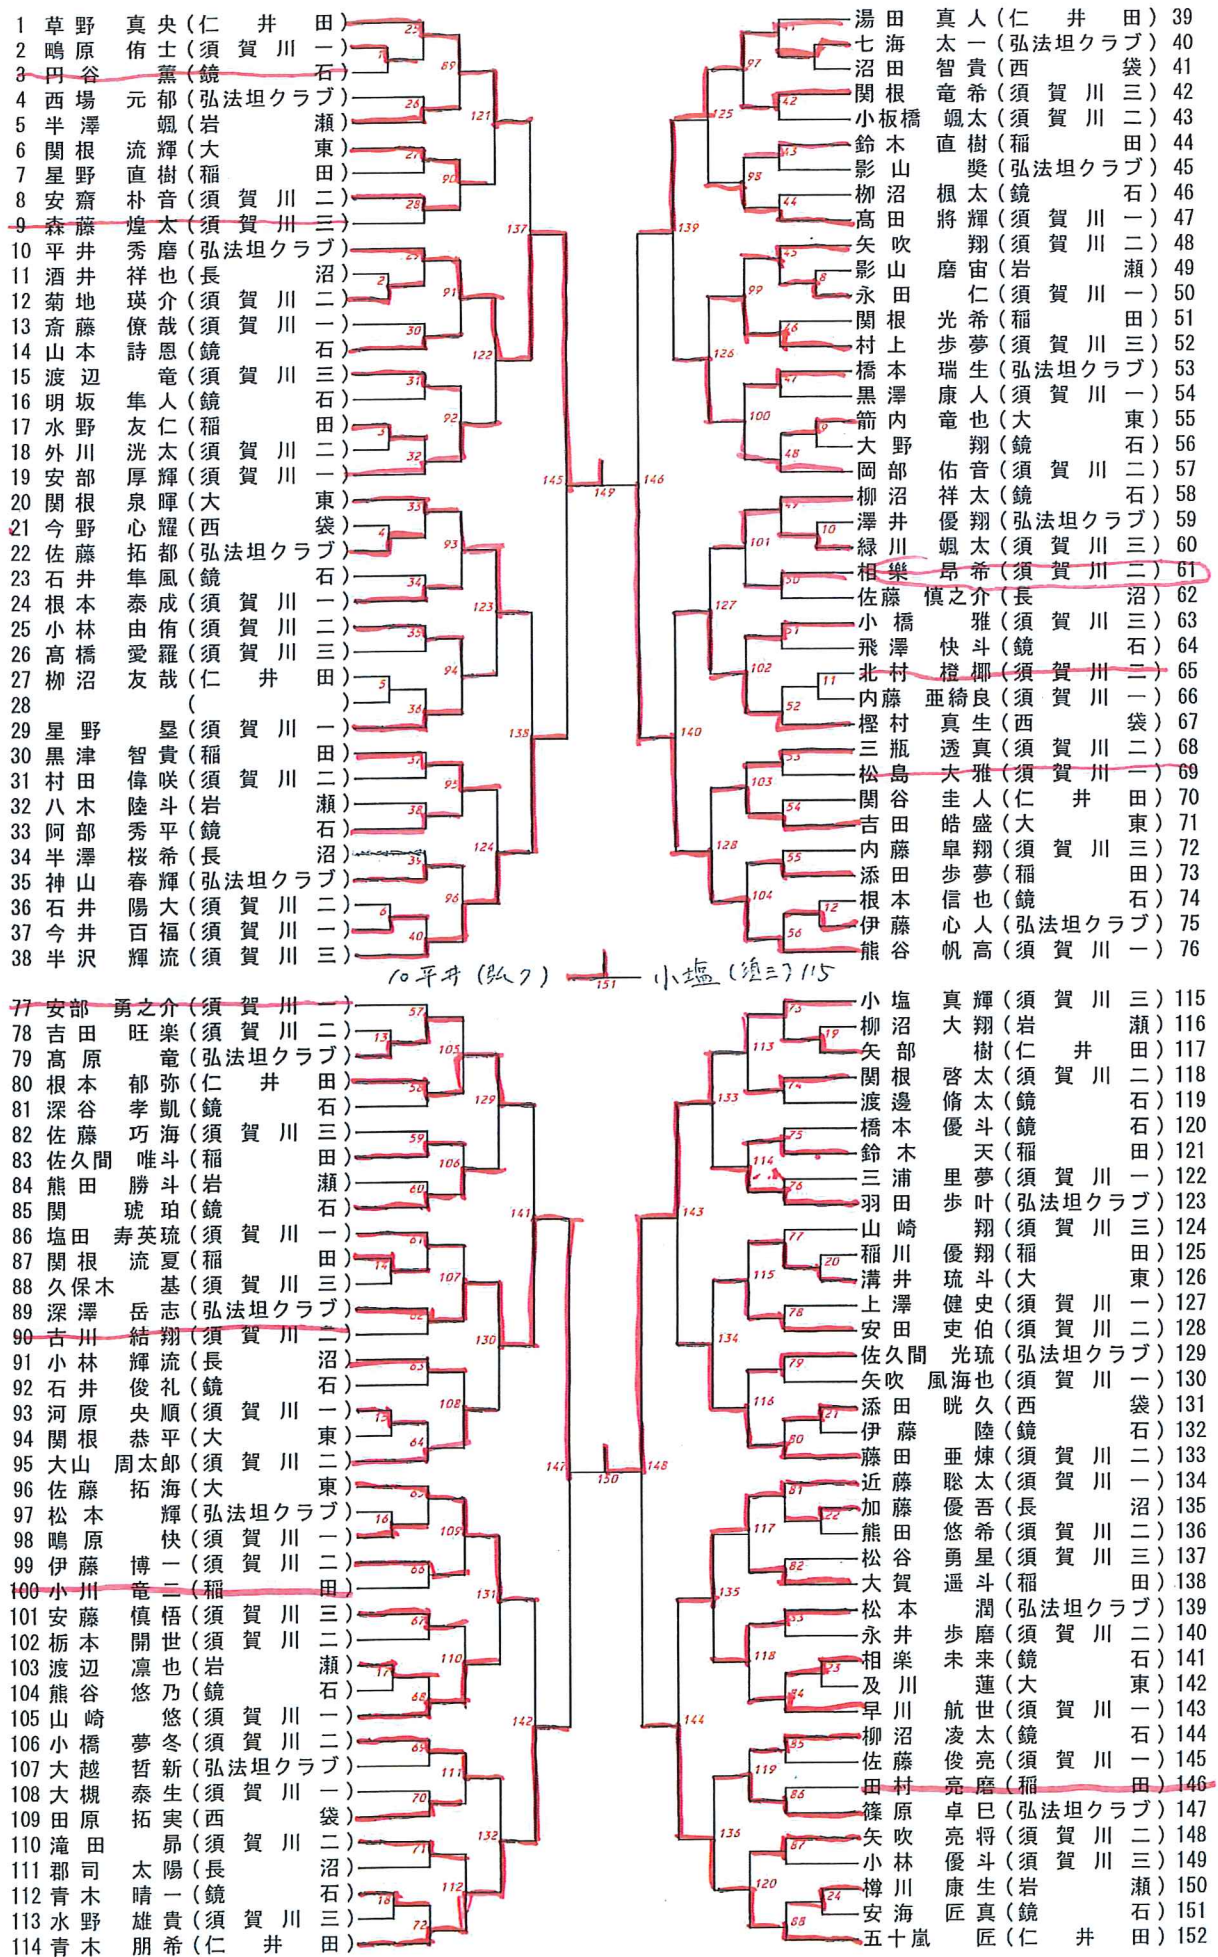 1 草野 真央(仁井田)
2 鴫原 侑士(須賀川一)
3 円谷 薫(鏡石)
4 西場 元郁(弘法坦クラブ)
5 半澤 颯(岩瀬)
6 関根 流輝(大東)
7 星野 直樹(稲田)
8 安齋 朴音(須賀川二)
9 森藤 煌太(須賀川三)
10 平井 秀磨(弘法坦クラブ)
11 酒井 祥也(長沼)
12 菊地 瑛介(須賀川二)
13 斎藤 僚哉(須賀川一)
14 山本 詩恩(鏡石)
15 渡辺 竜(須賀川三)
16 明坂 隼人(鏡石)
17 水野 友仁(稲田)
18 外川 洸太(須賀川二)
19 安部 厚輝(須賀川一)
20 関根 泉暉(大東)
21 今野 心耀(西袋)
22 佐藤 拓都(弘法坦クラブ)
23 石井 隼風(鏡石)
24 根本 泰成(須賀川一)
25 小林 由侑(須賀川二)
26 髙橋 愛羅(須賀川三)
27 柳沼 友哉(仁井田)
28 ( )
29 星野 塁(須賀川一)
30 黒津 智貴(稲田)
31 村田 偉咲(須賀川二)
32 八木 陸斗(岩瀬)
33 阿部 秀平(鏡石)
34 半澤 桜希(長沼)
35 神山 春輝(弘法坦クラブ)
36 石井 陽大(須賀川二)
37 今井 百福(須賀川一)
38 半沢 輝流(須賀川三)
湯田 真人(仁井田) 39
七海 太一(弘法坦クラブ) 40
沼田 智貴(西袋) 41
関根 竜希(須賀川三) 42
小板橋 颯太(須賀川二) 43
鈴木 直樹(稲田) 44
影山 奬(弘法坦クラブ) 45
柳沼 楓太(鏡石) 46
髙田 將輝(須賀川一) 47
矢吹 翔(須賀川二) 48
影山 磨宙(岩瀬) 49
永田 仁(須賀川一) 50
関根 光希(稲田) 51
村上 歩夢(須賀川三) 52
橋本 瑞生(弘法坦クラブ) 53
黒澤 康人(須賀川一) 54
箭内 竜也(大東) 55
大野 翔(鏡石) 56
岡部 佑音(須賀川二) 57
柳沼 祥太(鏡石) 58
澤井 優翔(弘法坦クラブ) 59
緑川 颯太(須賀川三) 60
相樂 昂希(須賀川二) 61
佐藤 慎之介(長沼) 62
小橋 雅(須賀川三) 63
飛澤 快斗(鏡石) 64
北村 橙梛(須賀川二) 65
内藤 亜綺良(須賀川一) 66
樫村 真生(西袋) 67
三瓶 透真(須賀川二) 68
松島 大雅(須賀川一) 69
関谷 圭人(仁井田) 70
吉田 皓盛(大東) 71
内藤 皐翔(須賀川三) 72
添田 歩夢(稲田) 73
根本 信也(鏡石) 74
伊藤 心人(弘法坦クラブ) 75
熊谷 帆高(須賀川一) 76
10平井(弘ク) 151 小塩(須三)115
77 安部 勇之介(須賀川一)
78 吉田 旺楽(須賀川二)
79 髙原 竜(弘法坦クラブ)
80 根本 郁弥(仁井田)
81 深谷 孝凱(鏡石)
82 佐藤 巧海(須賀川三)
83 佐久間 唯斗(稲田)
84 熊田 勝斗(岩瀬)
85 関 琥珀(鏡石)
86 塩田 寿英琉(須賀川一)
87 関根 流夏(稲田)
88 久保木 基(須賀川三)
89 深澤 岳志(弘法坦クラブ)
90 古川 結翔(須賀川二)
91 小林 輝流(長沼)
92 石井 俊礼(鏡石)
93 河原 央順(須賀川一)
94 関根 恭平(大東)
95 大山 周太郎(須賀川二)
96 佐藤 拓海(大東)
97 松本 輝(弘法坦クラブ)
98 鴫原 快(須賀川一)
99 伊藤 博一(須賀川二)
100 小川 竜二(稲田)
101 安藤 慎悟(須賀川三)
102 栃本 開世(須賀川二)
103 渡辺 凛也(岩瀬)
104 熊谷 悠乃(鏡石)
105 山崎 悠(須賀川一)
106 小橋 夢冬(須賀川二)
107 大越 哲新(弘法坦クラブ)
108 大槻 泰生(須賀川一)
109 田原 拓実(西袋)
110 滝田 昴(須賀川二)
111 郡司 太陽(長沼)
112 青木 晴一(鏡石)
113 水野 雄貴(須賀川三)
114 青木 朋希(仁井田)
小塩 真輝(須賀川三) 115
柳沼 大翔(岩瀬) 116
矢部 樹(仁井田) 117
関根 啓太(須賀川二) 118
渡邊 脩太(鏡石) 119
橋本 優斗(鏡石) 120
鈴木 天(稲田) 121
三浦 里夢(須賀川一) 122
羽田 歩叶(弘法坦クラブ) 123
山崎 翔(須賀川三) 124
稲川 優翔(稲田) 125
溝井 琉斗(大東) 126
上澤 健史(須賀川一) 127
安田 吏伯(須賀川二) 128
佐久間 光琉(弘法坦クラブ) 129
矢吹 風海也(須賀川一) 130
添田 晄久(西袋) 131
伊藤 陸(鏡石) 132
藤田 亜煉(須賀川二) 133
近藤 聡太(須賀川一) 134
加藤 優吾(長沼) 135
熊田 悠希(須賀川二) 136
松谷 勇星(須賀川三) 137
大賀 遥斗(稲田) 138
松本 潤(弘法坦クラブ) 139
永井 歩磨(須賀川二) 140
相楽 未来(鏡石) 141
及川 蓮(大東) 142
早川 航世(須賀川一) 143
柳沼 凌太(鏡石) 144
佐藤 俊亮(須賀川一) 145
田村 亮磨(稲田) 146
篠原 卓巳(弘法坦クラブ) 147
矢吹 亮将(須賀川二) 148
小林 優斗(須賀川三) 149
樽川 康生(岩瀬) 150
安海 匠真(鏡石) 151
五十嵐 匠(仁井田) 152